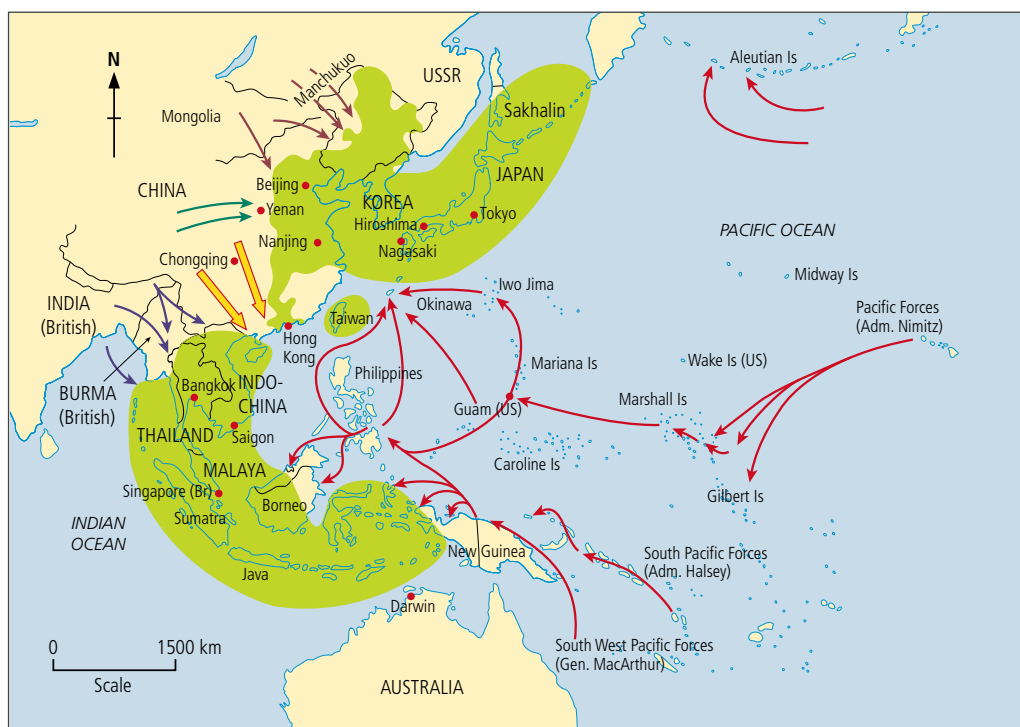 Aleutian Is
N
USSR
Manchukuo
Mongolia
Sakhalin
JAPAN
CHINA
Beijing
KOREA
Yenan
Tokyo
Hiroshima
PACIFIC OCEAN
Nanjing
Nagasaki
Chongqing
Midway Is
Iwo Jima
INDIA
(British)
Okinawa
Taiwan
Pacific Forces
(Adm. Nimitz)
Hong
Kong
Mariana Is
Wake Is (US)
Philippines
BURMA
(British)
Bangkok
INDO-
CHINA
Marshall Is
Guam (US)
THAILAND
Saigon
MALAYA
Caroline Is
Singapore (Br)
Gilbert Is
Borneo
Sumatra
INDIAN
OCEAN
New Guinea
South Pacific Forces
(Adm. Halsey)
Java
Darwin
0 1500 km
Scale
South West Pacific Forces
(Gen. MacArthur)
AUSTRALIA